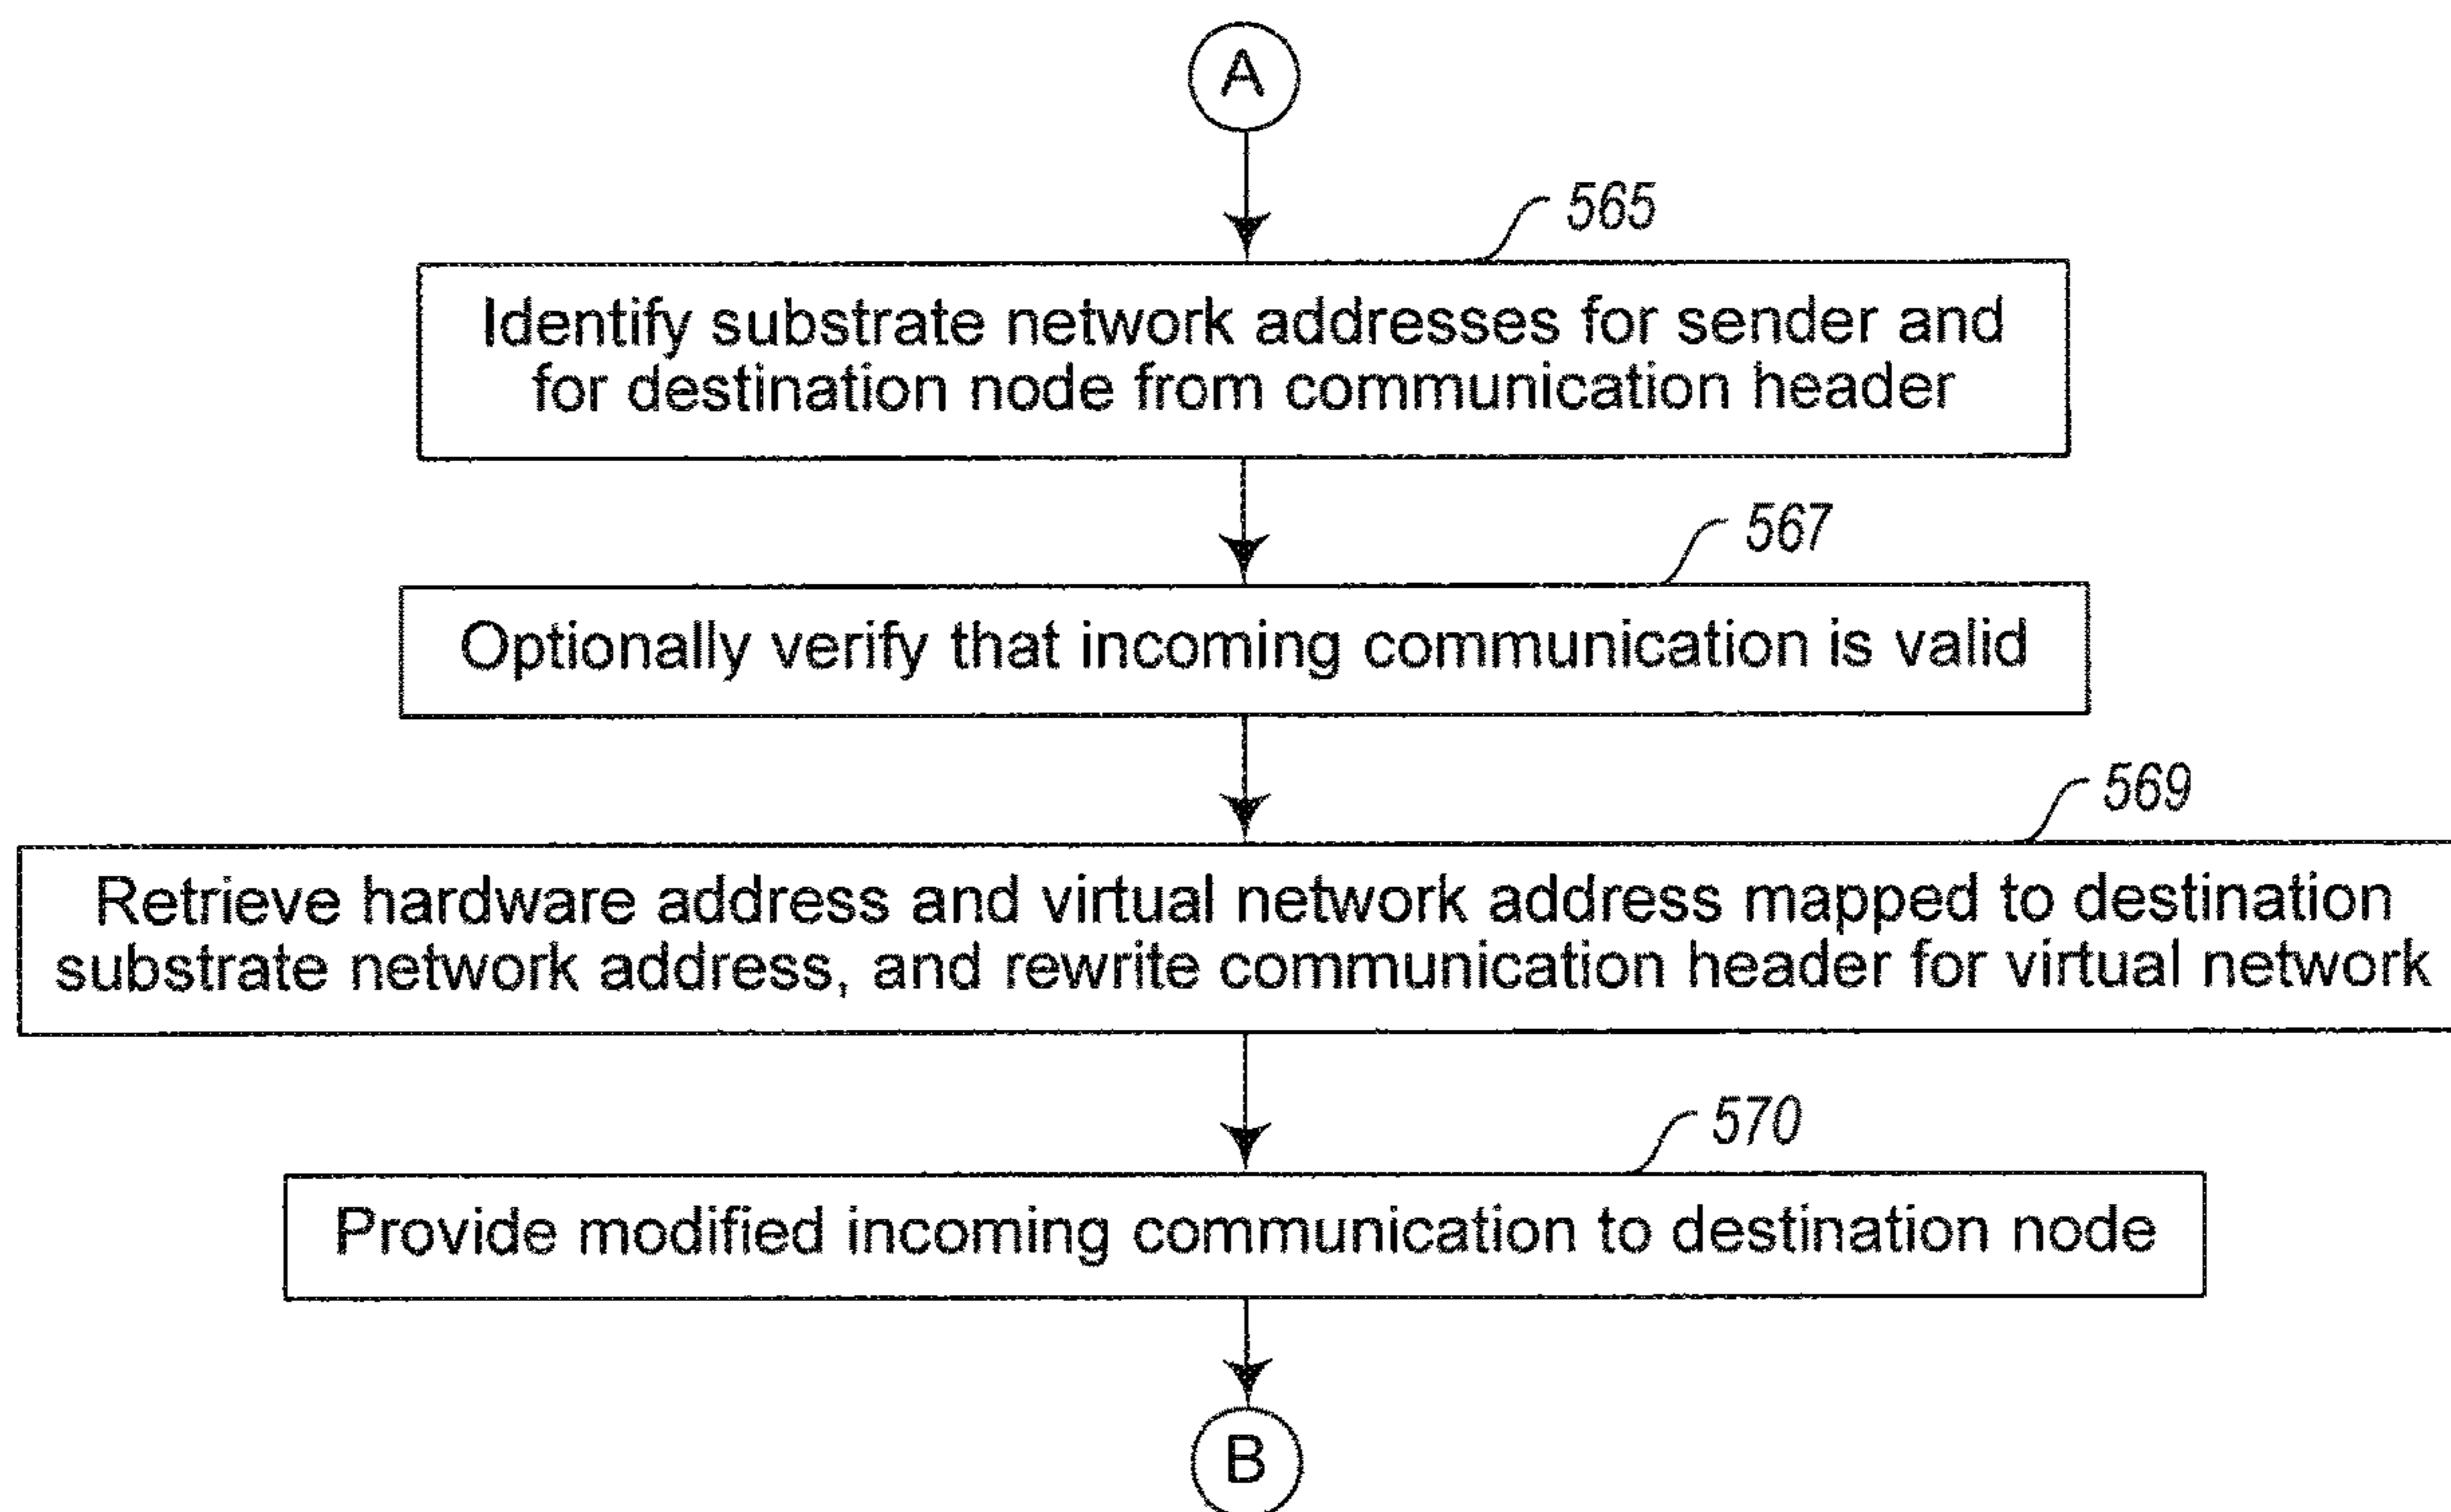 A
565
Identify substrate network addresses for sender and
for destination node from communication header
567
Optionally verify that incoming communication is valid
569
Retrieve hardware address and virtual network address mapped to destination
substrate network address, and rewrite communication header for virtual network
570
Provide modified incoming communication to destination node
B